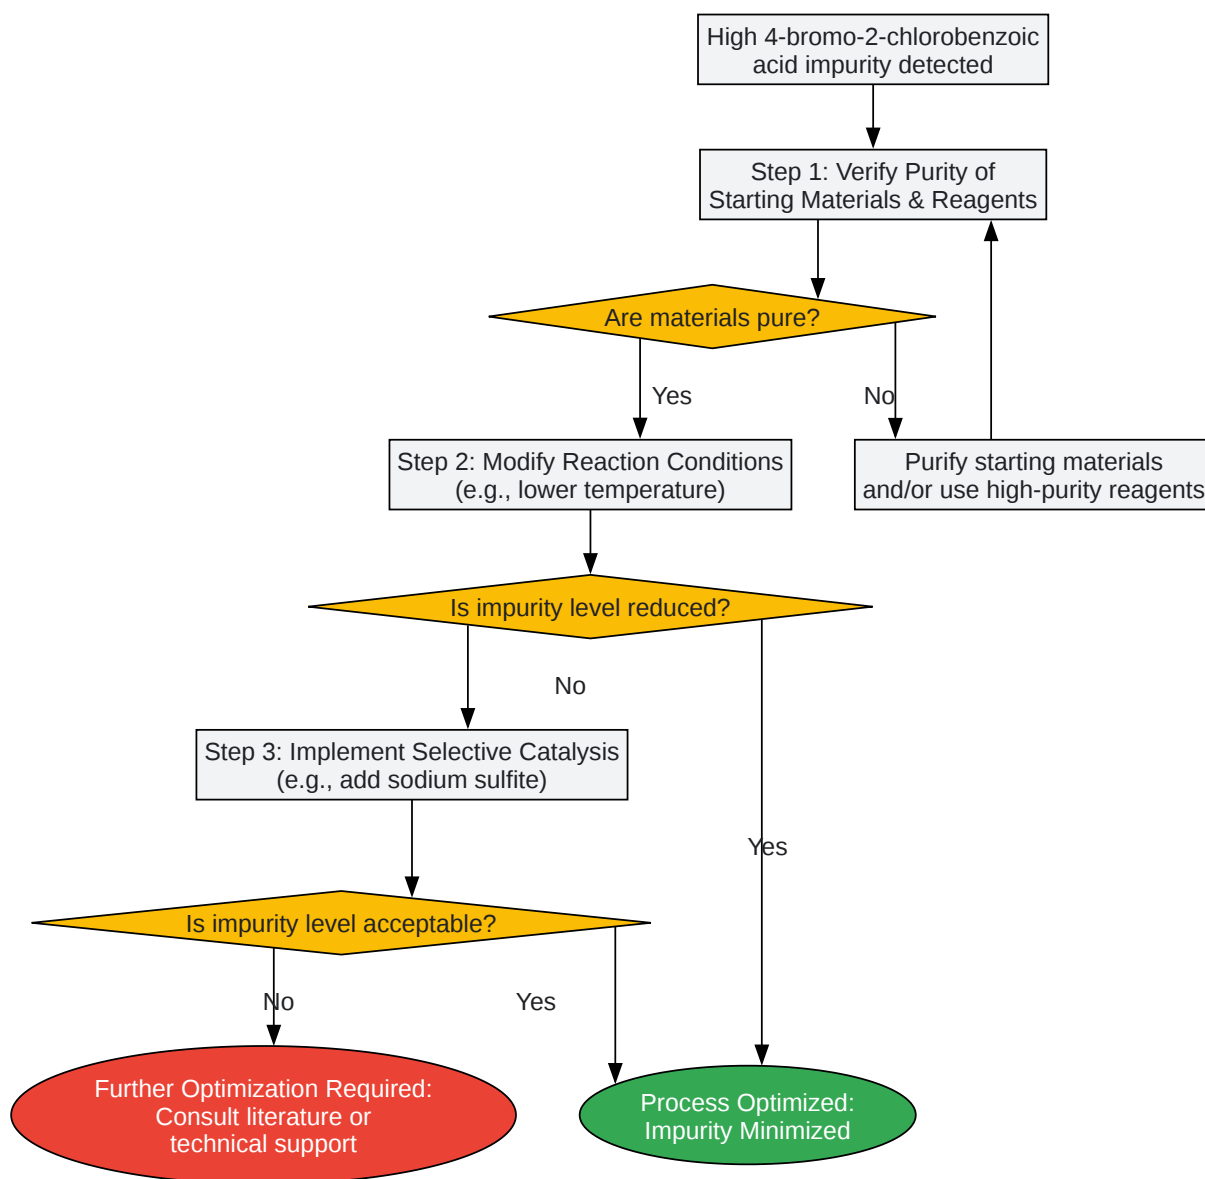 High 4-bromo-2-chlorobenzoic
acid impurity detected
Step 1: Verify Purity of
Starting Materials & Reagents
Are materials pure?
Yes
No
Step 2: Modify Reaction Conditions
(e.g., lower temperature)
Purify starting materials
and/or use high-purity reagents
Is impurity level reduced?
No
Step 3: Implement Selective Catalysis
(e.g., add sodium sulfite)
Yes
Is impurity level acceptable?
No
Yes
Further Optimization Required:
Consult literature or
technical support
Process Optimized:
Impurity Minimized